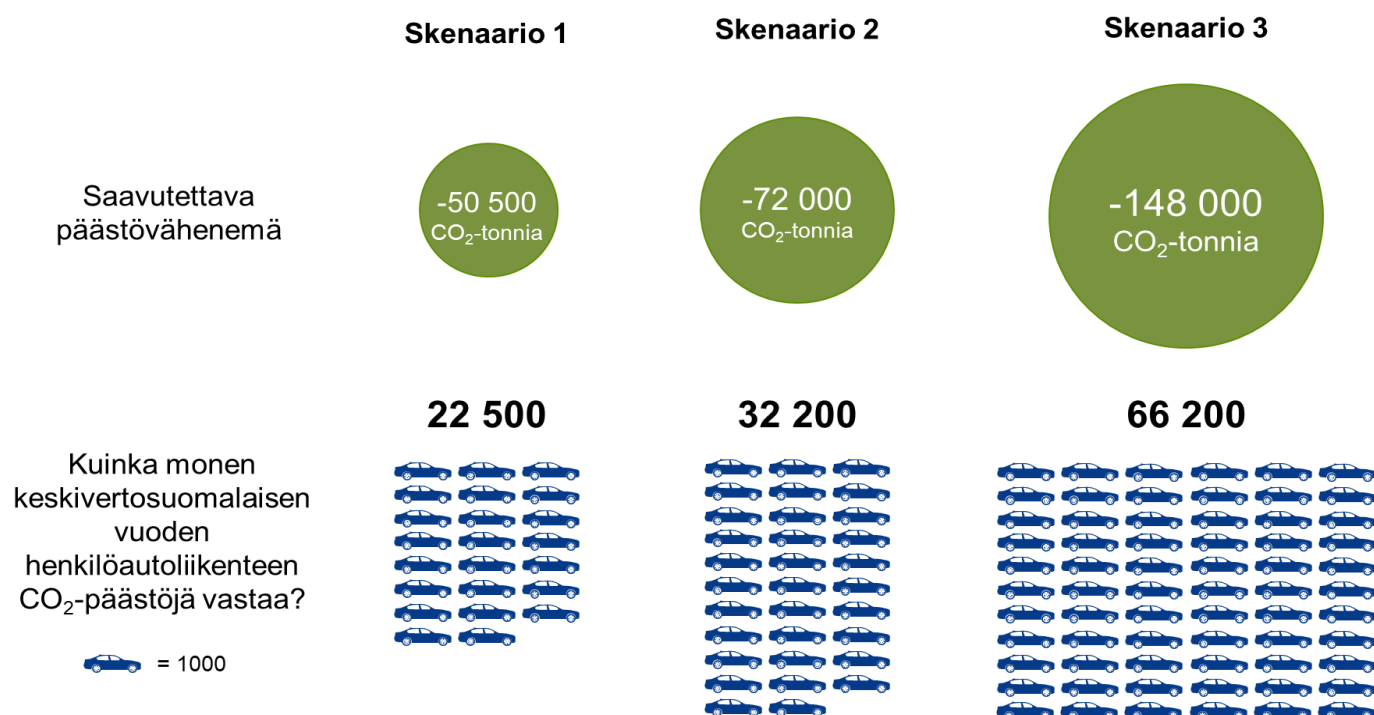 Skenaario 1
Skenaario 2
Skenaario 3
Saavutettava
päästövähenemä
-50 500
CO₂-tonnia
-72 000
CO₂-tonnia
-148 000
CO₂-tonnia
22 500
32 200
66 200
Kuinka monen
keskivertosuomalaisen
vuoden
henkilöautoliikenteen
CO₂-päästöjä vastaa?
= 1000